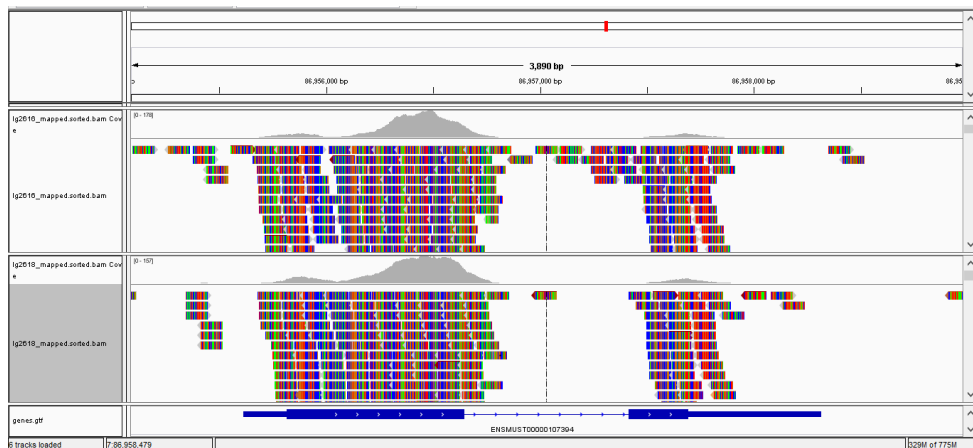 3,890 bp
p
86,956,000 bp
86,957,000 bp
86,958,000 bp
86,95
lg2616_mapped.sorted.bam Cov
e
[0 - 178]
lg2616_mapped.sorted.bam
lg2618_mapped.sorted.bam Cov
e
[0 - 157]
lg2618_mapped.sorted.bam
genes.gtf
ENSMUST00000107394
6 tracks loaded
7:86,958,479
329M of 775M